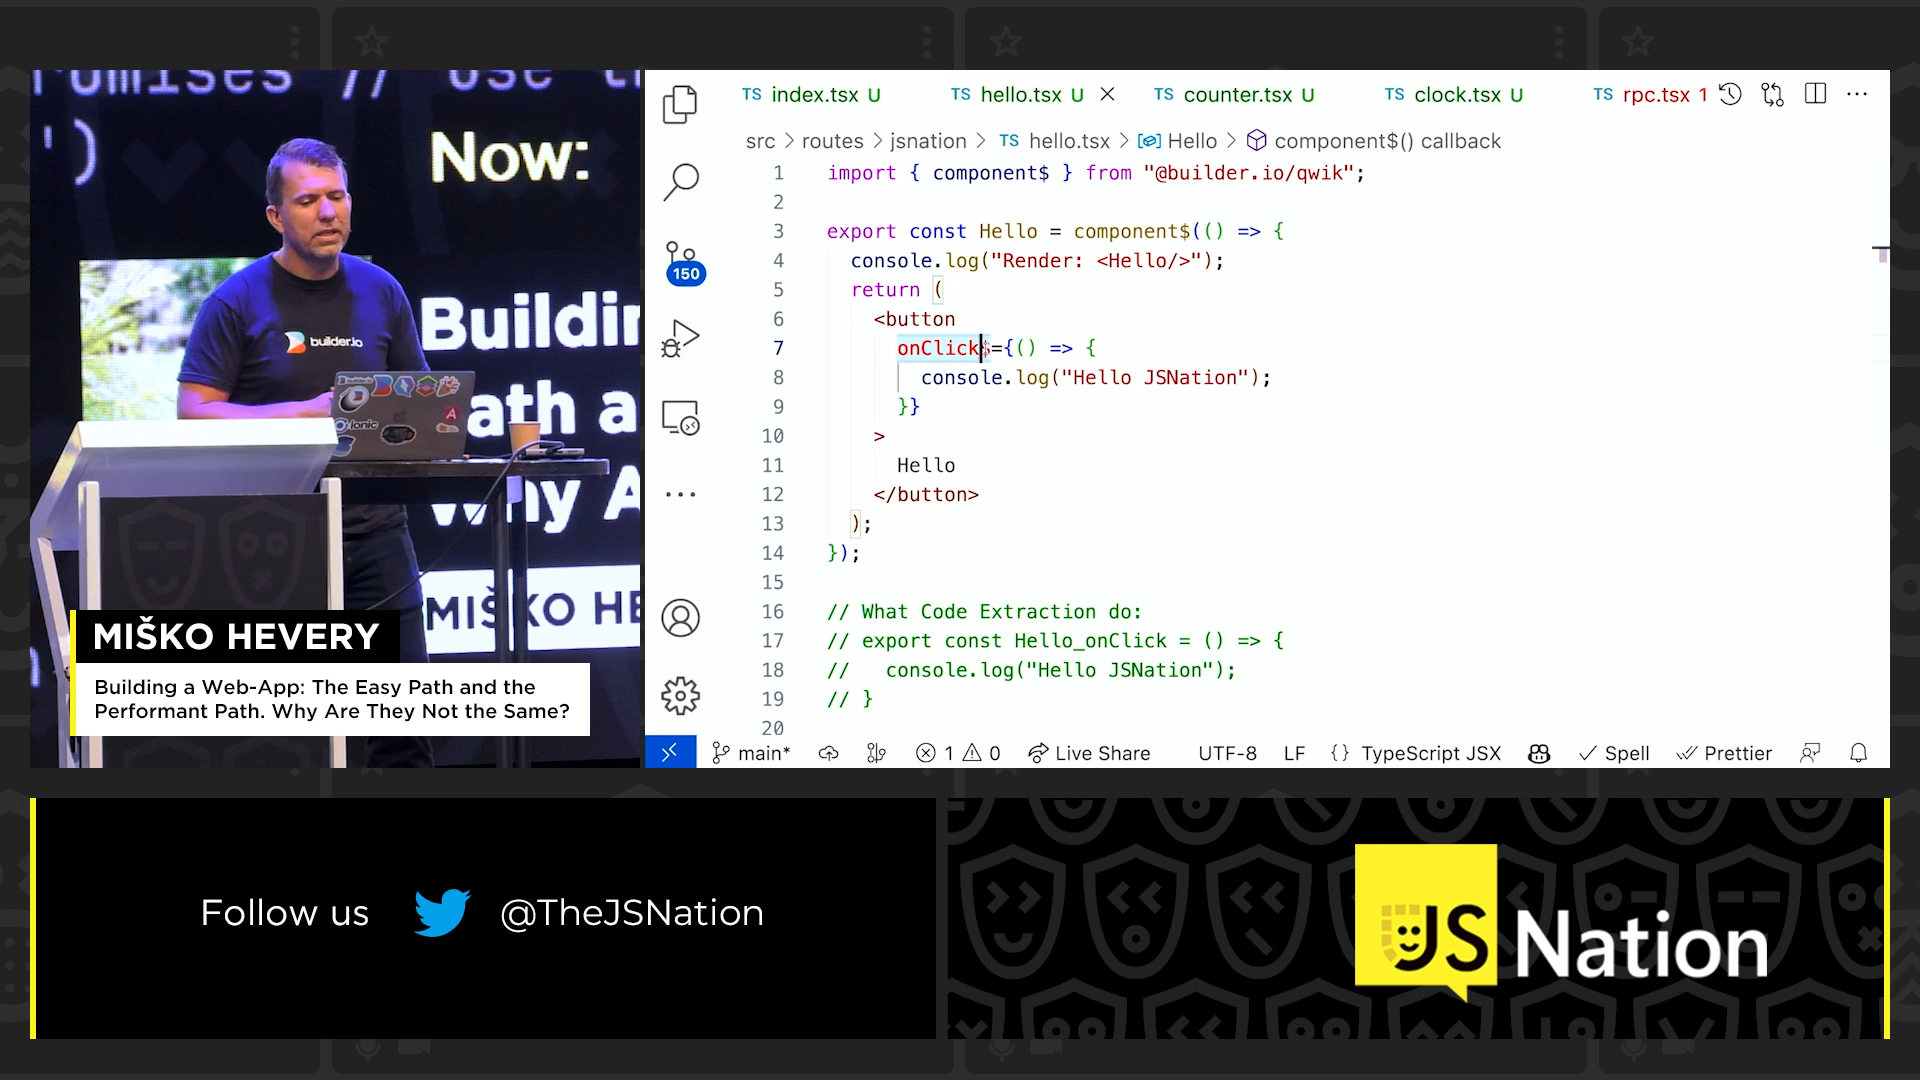 romises // use t
')
Now:
Buildin
Path a
Why A
MIŠKO HE
builder.io
ionic
A
MIŠKO HEVERY
Building a Web-App: The Easy Path and the
Performant Path. Why Are They Not the Same?
TS index.tsx U TS hello.tsx U TS counter.tsx U TS clock.tsx U TS rpc.tsx 1
src > routes > jsnation > TS hello.tsx > Hello > component$() callback
150
1 import { component$ } from "@builder.io/qwik";
2
3 export const Hello = component$(() => {
4 console.log("Render: <Hello/>");
5 return (
6 <button
7 onClick$={() => {
8 console.log("Hello JSNation");
9 }}
10 >
11 Hello
12 </button>
13 );
14 });
15
16 // What Code Extraction do:
17 // export const Hello_onClick = () => {
18 //   console.log("Hello JSNation");
19 // }
20
main* 1 0 Live Share UTF-8 LF {} TypeScript JSX Spell Prettier
Follow us @TheJSNation
JS Nation